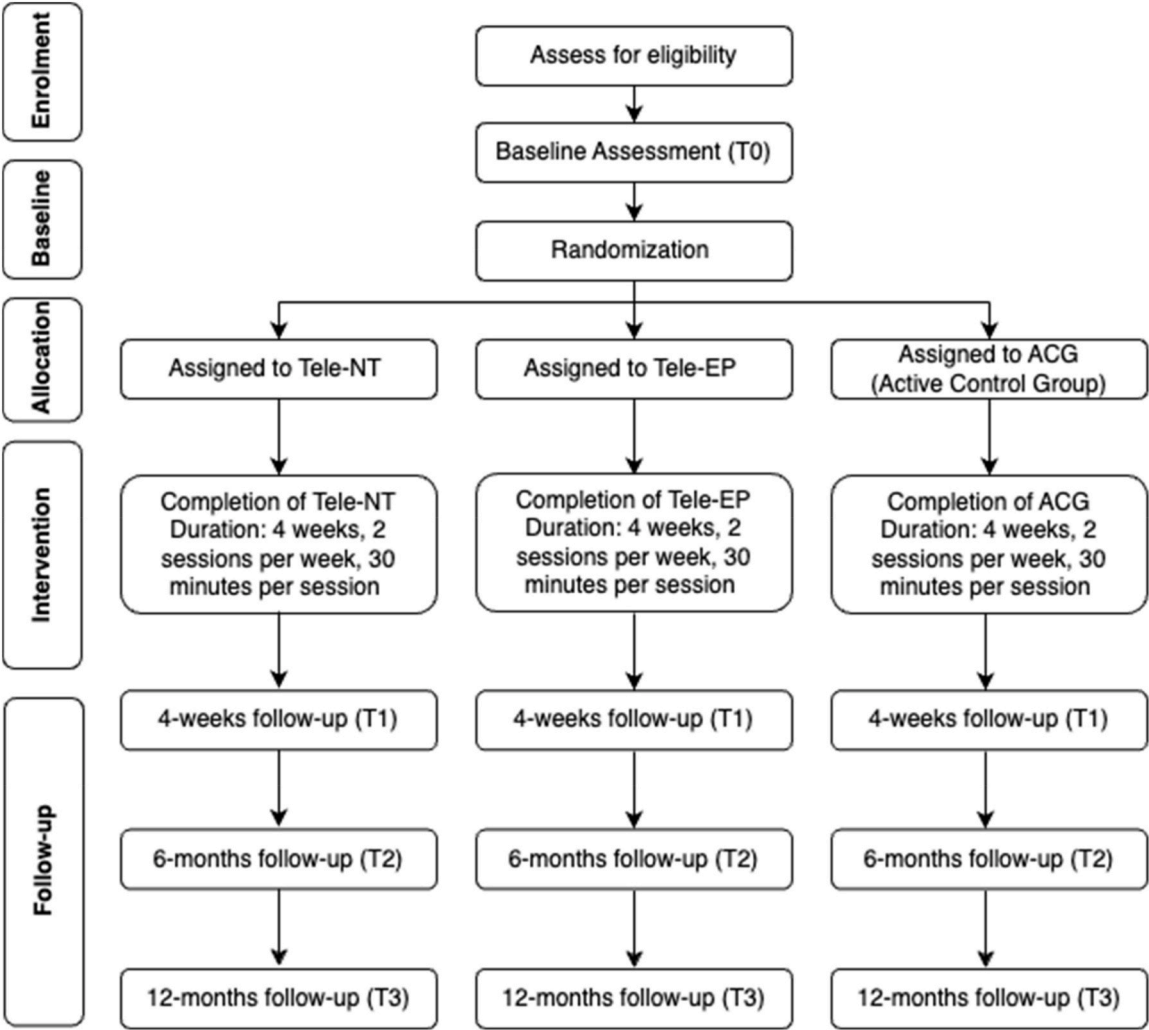 Enrolment
Assess for eligibility
Baseline Assessment (T0)
Baseline
Randomization
Allocation
Assigned to Tele-NT
Assigned to Tele-EP
Assigned to ACG
(Active Control Group)
Intervention
Completion of Tele-NT
Duration: 4 weeks, 2
sessions per week, 30
minutes per session
Completion of Tele-EP
Duration: 4 weeks, 2
sessions per week, 30
minutes per session
Completion of ACG
Duration: 4 weeks, 2
sessions per week, 30
minutes per session
Follow-up
4-weeks follow-up (T1)
4-weeks follow-up (T1)
4-weeks follow-up (T1)
6-months follow-up (T2)
6-months follow-up (T2)
6-months follow-up (T2)
12-months follow-up (T3)
12-months follow-up (T3)
12-months follow-up (T3)